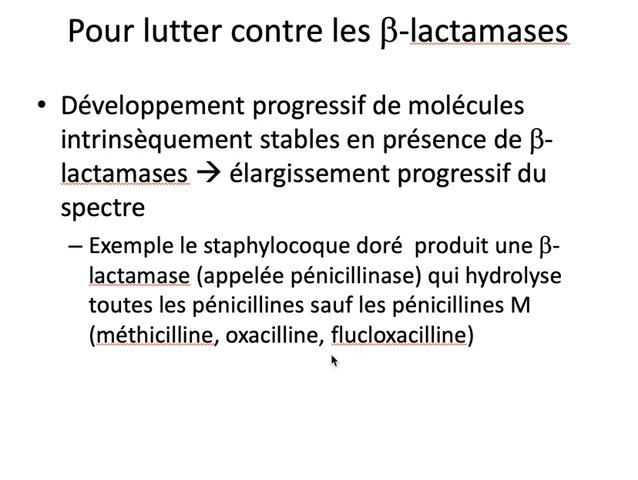 Pour lutter contre les β-lactamases
• Développement progressif de molécules
intrinsèquement stables en présence de β-
lactamases → élargissement progressif du
spectre
– Exemple le staphylocoque doré produit une β-
lactamase (appelée pénicillinase) qui hydrolyse
toutes les pénicillines sauf les pénicillines M
(méthicilline, oxacilline, flucloxacilline)